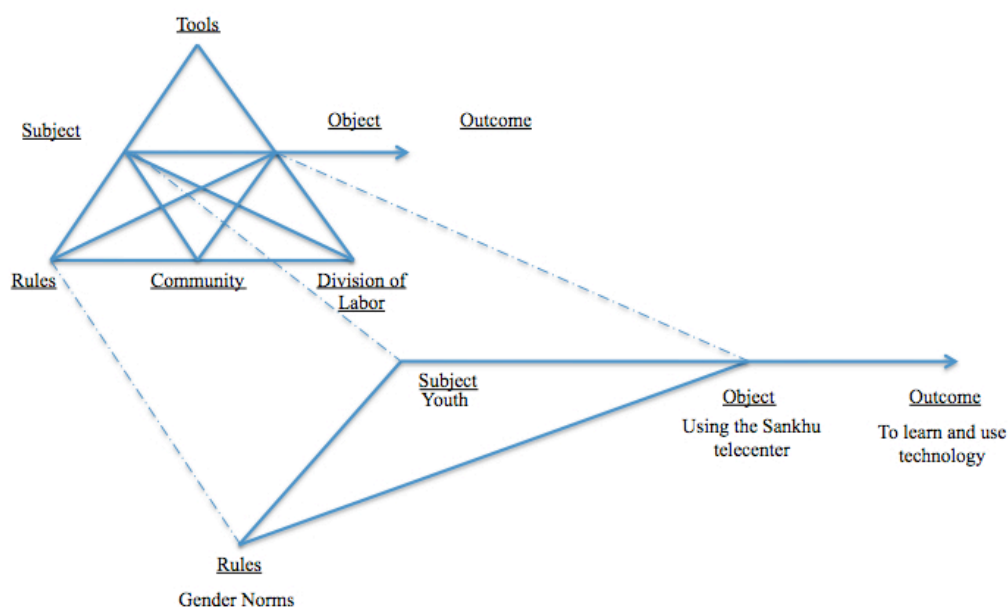 Tools
Subject
Object
Outcome
Rules
Community
Division of
Labor
Subject
Youth
Object
Using the Sankhu
telecenter
Outcome
To learn and use
technology
Rules
Gender Norms